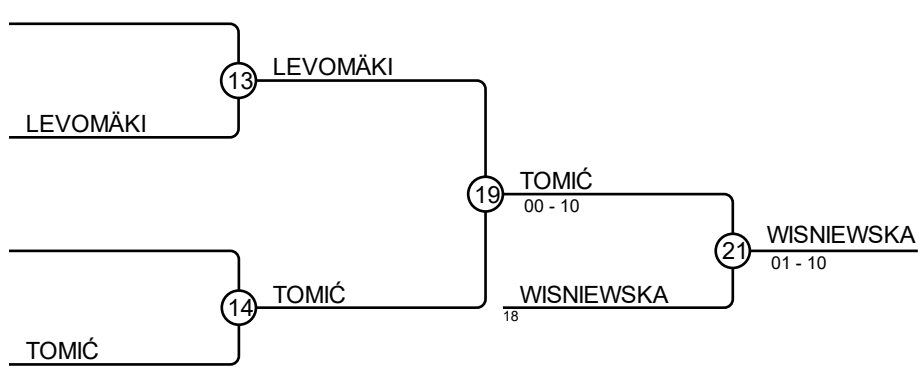 LEVOMÄKI
13
LEVOMÄKI
TOMIĆ
19
00 - 10
WISNIEWSKA
21
01 - 10
TOMIĆ
WISNIEWSKA
14
18
TOMIĆ